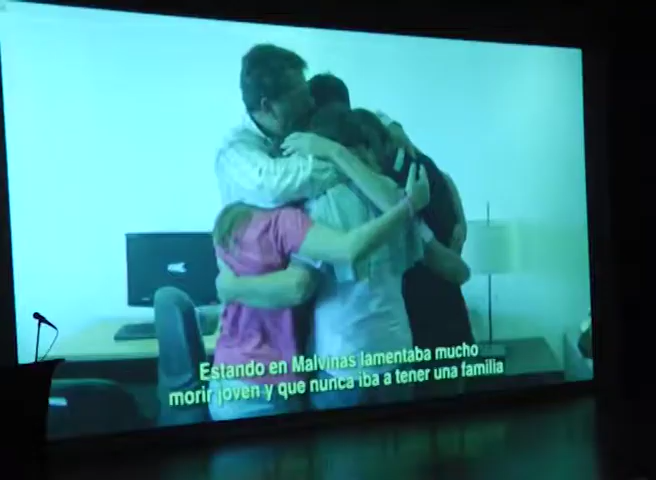 Estando en Malvinas lamentaba mucho
morir joven y que nunca iba a tener una familia